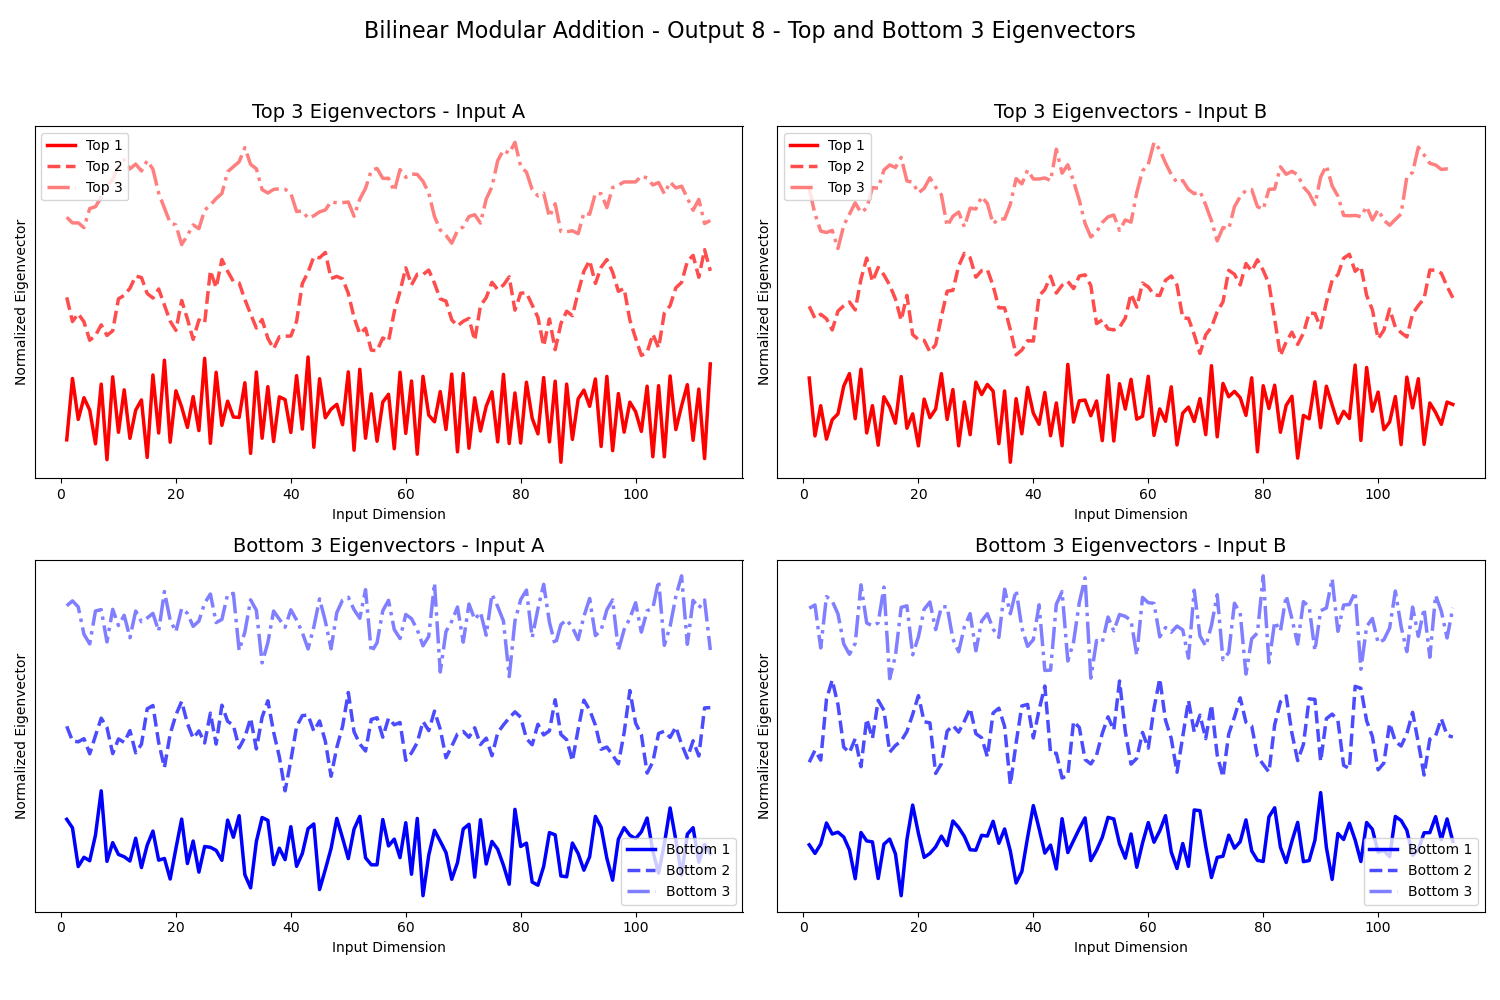 Bilinear Modular Addition - Output 8 - Top and Bottom 3 Eigenvectors
Top 3 Eigenvectors - Input A
Top 1
Top 2
Top 3
Normalized Eigenvector
0 20 40 60 80 100
Input Dimension
Top 3 Eigenvectors - Input B
Top 1
Top 2
Top 3
Normalized Eigenvector
0 20 40 60 80 100
Input Dimension
Bottom 3 Eigenvectors - Input A
Normalized Eigenvector
Bottom 1
Bottom 2
Bottom 3
0 20 40 60 80 100
Input Dimension
Bottom 3 Eigenvectors - Input B
Normalized Eigenvector
Bottom 1
Bottom 2
Bottom 3
0 20 40 60 80 100
Input Dimension